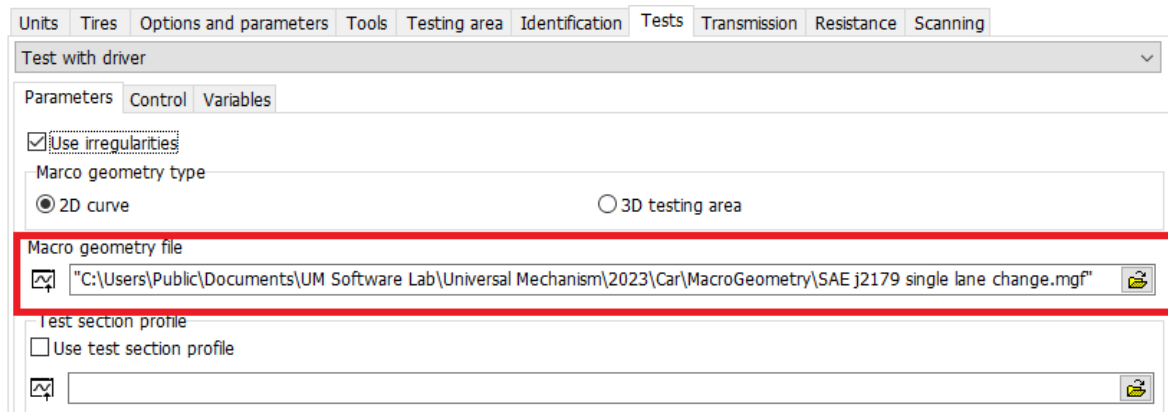 Units Tires Options and parameters Tools Testing area Identification Tests Transmission Resistance Scanning
Test with driver
Parameters Control Variables
Use irregularities
Marco geometry type
2D curve 3D testing area
Macro geometry file
"C:\Users\Public\Documents\UM Software Lab\Universal Mechanism\2023\Car\MacroGeometry\SAE j2179 single lane change.mgf"
Test section profile
Use test section profile